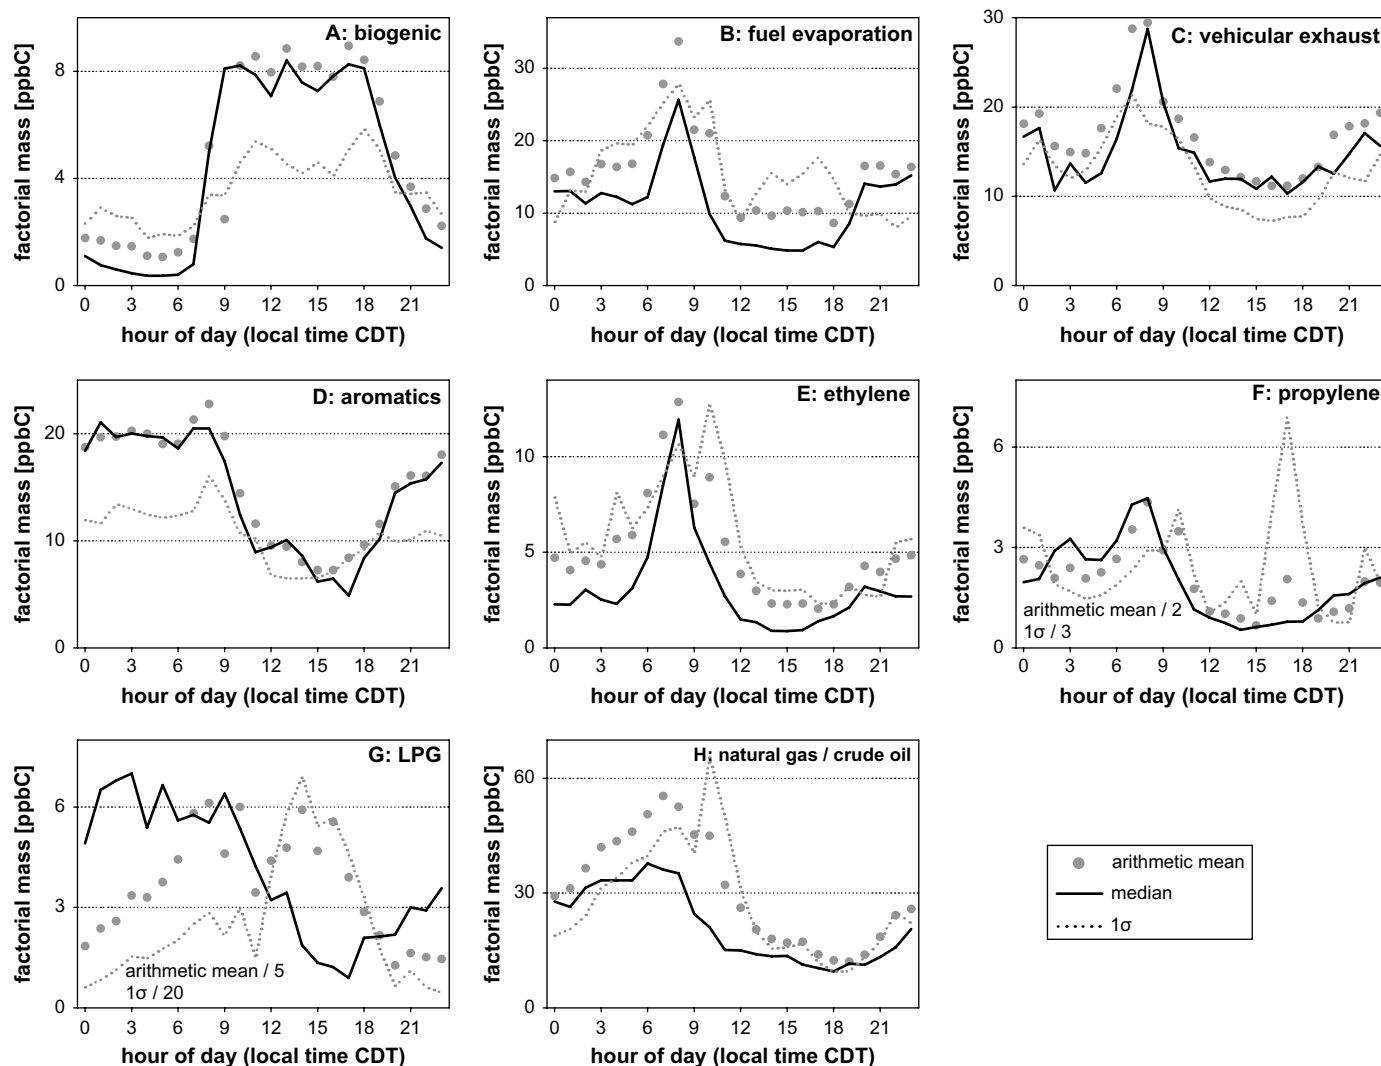 A: biogenic
factorial mass [ppbC]
8
4
0
0 3 6 9 12 15 18 21
hour of day (local time CDT)
B: fuel evaporation
factorial mass [ppbC]
30
20
10
0
0 3 6 9 12 15 18 21
hour of day (local time CDT)
C: vehicular exhaust
factorial mass [ppbC]
30
20
10
0
0 3 6 9 12 15 18 21
hour of day (local time CDT)
D: aromatics
factorial mass [ppbC]
20
10
0
0 3 6 9 12 15 18 21
hour of day (local time CDT)
E: ethylene
factorial mass [ppbC]
10
5
0
0 3 6 9 12 15 18 21
hour of day (local time CDT)
F: propylene
factorial mass [ppbC]
6
3
0
arithmetic mean / 2
1σ / 3
0 3 6 9 12 15 18 21
hour of day (local time CDT)
G: LPG
factorial mass [ppbC]
6
3
0
arithmetic mean / 5
1σ / 20
0 3 6 9 12 15 18 21
hour of day (local time CDT)
H: natural gas / crude oil
factorial mass [ppbC]
60
30
0
0 3 6 9 12 15 18 21
hour of day (local time CDT)
arithmetic mean
median
1σ